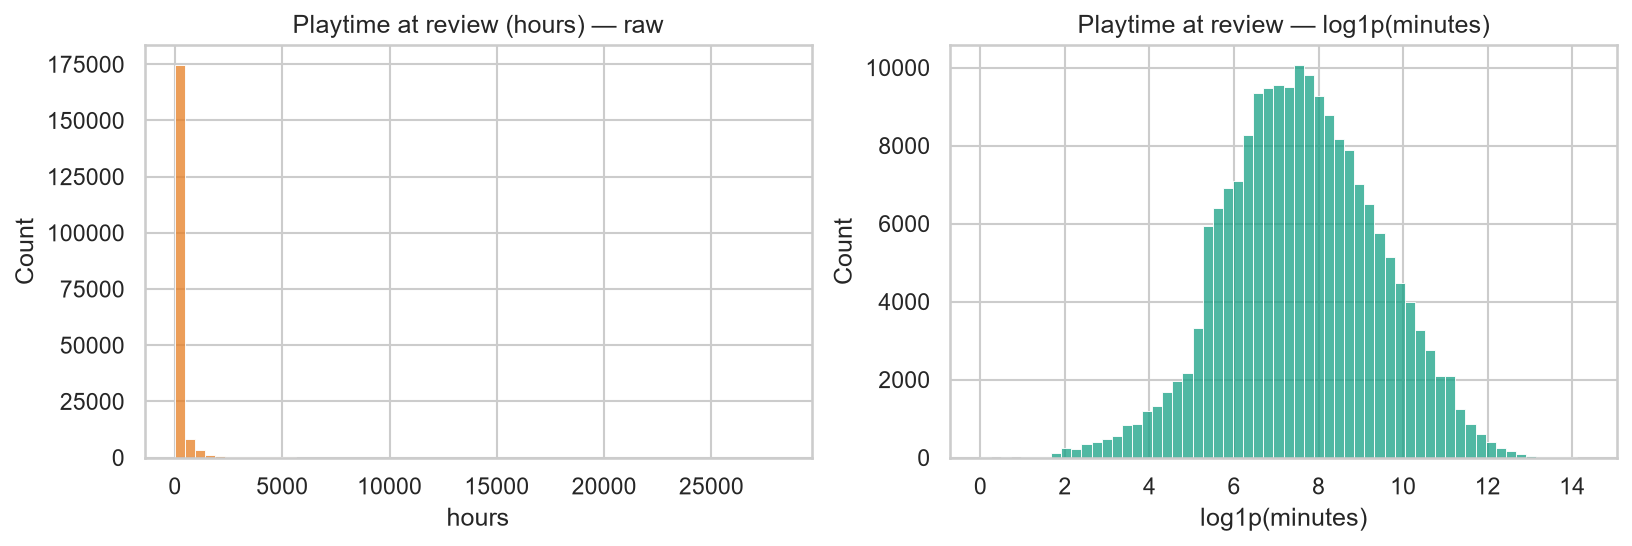 Playtime at review (hours) — raw
175000
150000
125000
100000
75000
50000
25000
0
Count
0 5000 10000 15000 20000 25000
hours
Playtime at review — log1p(minutes)
10000
8000
6000
4000
2000
0
Count
0 2 4 6 8 10 12 14
log1p(minutes)